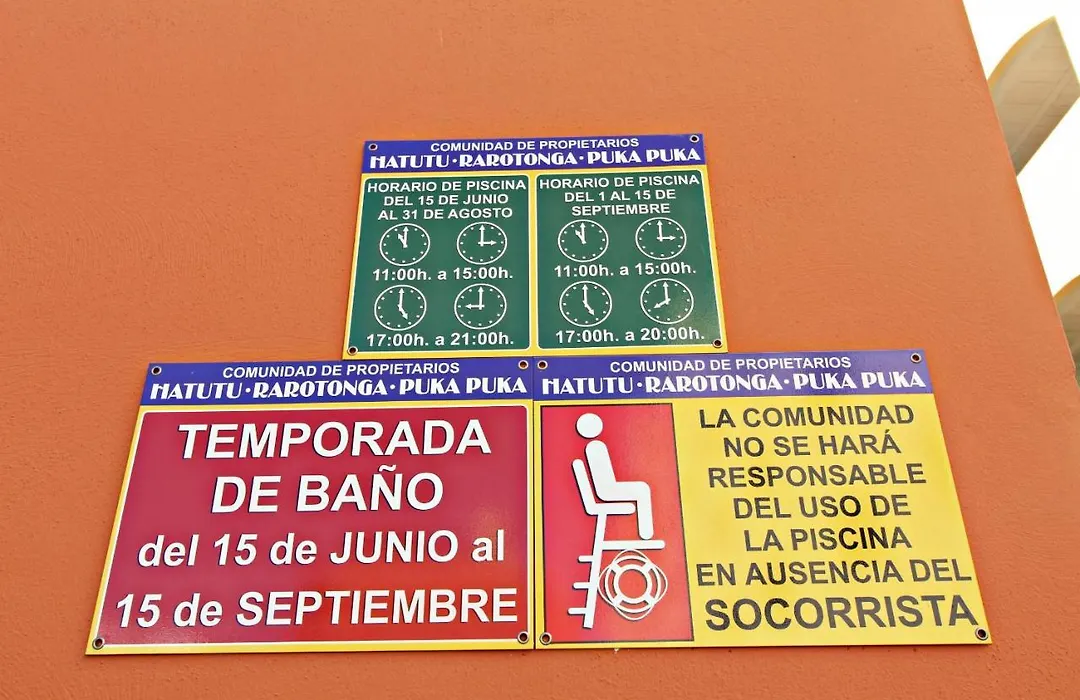 COMUNIDAD DE PROPIETARIOS
HATUTU · RAROTONGA · PUKA PUKA
HORARIO DE PISCINA
DEL 15 DE JUNIO
AL 31 DE AGOSTO
11:00h. a 15:00h.
17:00h. a 21:00h.
HORARIO DE PISCINA
DEL 1 AL 15 DE
SEPTIEMBRE
11:00h. a 15:00h.
17:00h. a 20:00h.
COMUNIDAD DE PROPIETARIOS
HATUTU · RAROTONGA · PUKA PUKA
TEMPORADA
DE BAÑO
del 15 de JUNIO al
15 de SEPTIEMBRE
COMUNIDAD DE PROPIETARIOS
HATUTU · RAROTONGA · PUKA PUKA
LA COMUNIDAD
NO SE HARÁ
RESPONSABLE
DEL USO DE
LA PISCINA
EN AUSENCIA DEL
SOCORRISTA